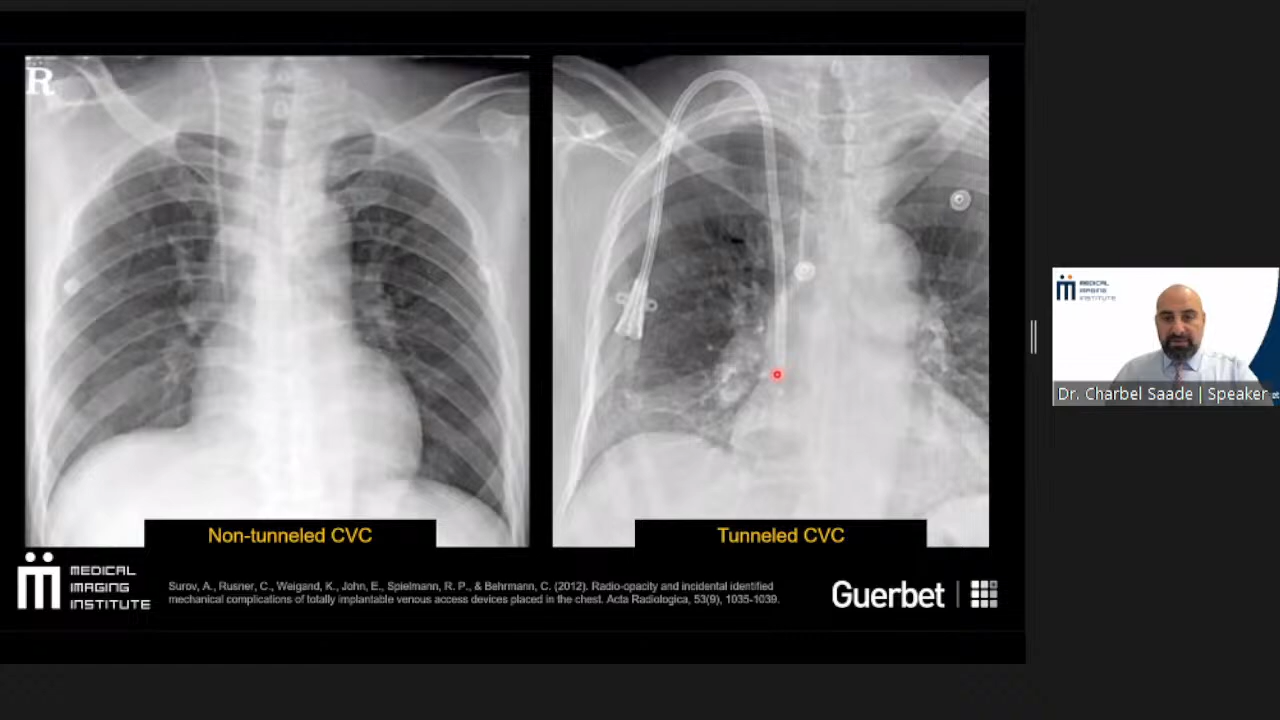 R
Non-tunneled CVC
Tunneled CVC
MEDICAL
IMAGING
INSTITUTE
Surov, A., Rusner, C., Weigand, K., John, E., Spielmann, R. P., & Behrmann, C. (2012). Radio-opacity and incidental identified
mechanical complications of totally implantable venous access devices placed in the chest. Acta Radiologica, 53(9), 1035-1039.
Guerbet
MEDICAL
IMAGING
INSTITUTE
Dr. Charbel Saade | Speaker